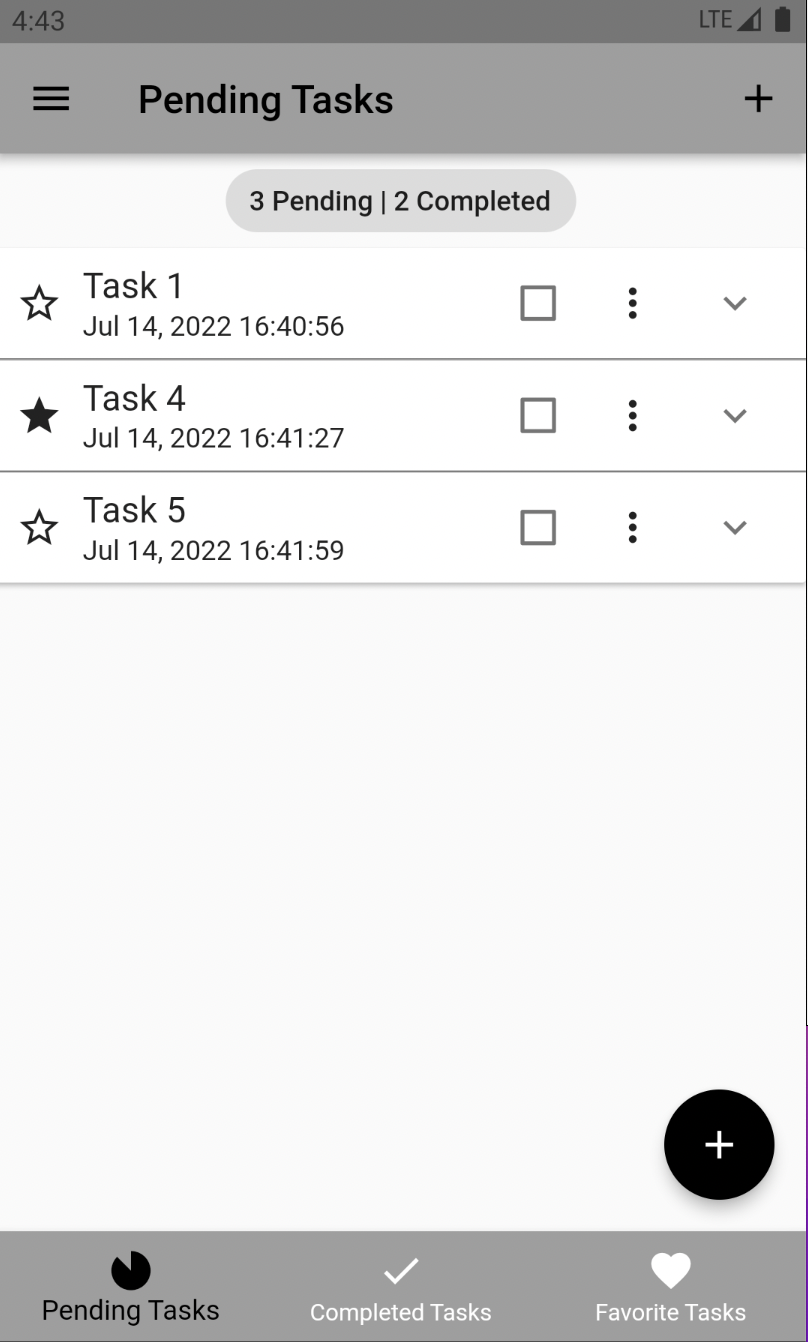 4:43 LTE
Pending Tasks
3 Pending | 2 Completed
Task 1
Jul 14, 2022 16:40:56
Task 4
Jul 14, 2022 16:41:27
Task 5
Jul 14, 2022 16:41:59
Pending Tasks Completed Tasks Favorite Tasks